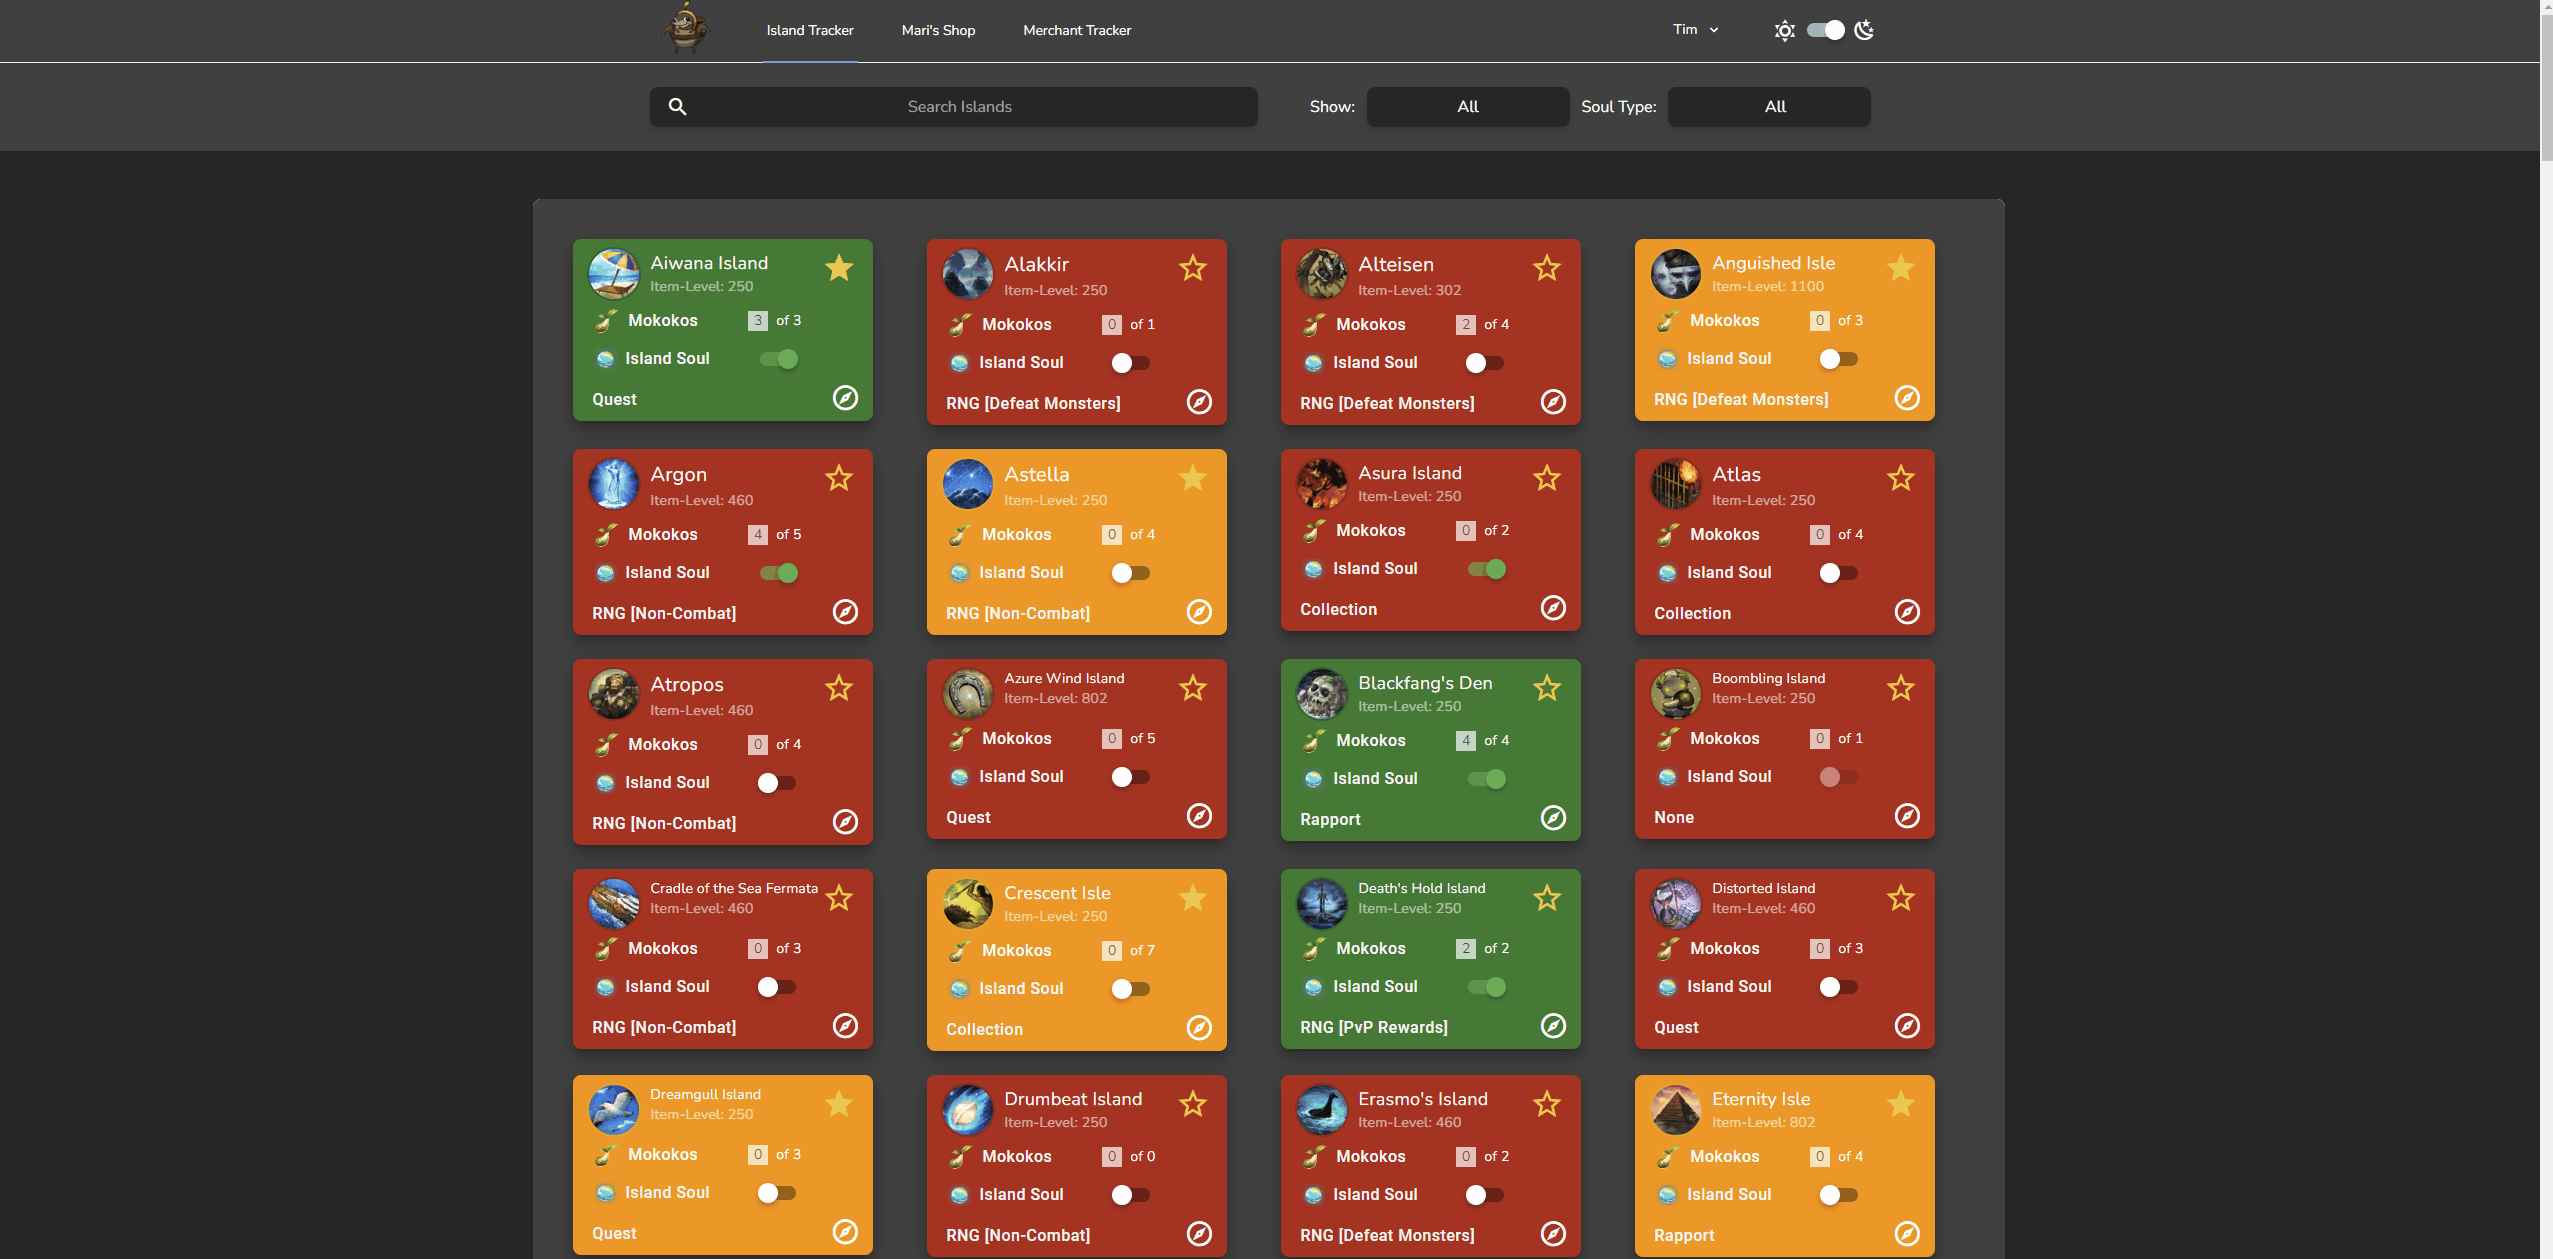 Island Tracker
Mari's Shop
Merchant Tracker
Tim
Search Islands
Show:
All
Soul Type:
All
Aiwana Island
Item-Level: 250
Mokokos 3 of 3
Island Soul
Quest
Alakkir
Item-Level: 250
Mokokos 0 of 1
Island Soul
RNG [Defeat Monsters]
Alteisen
Item-Level: 302
Mokokos 2 of 4
Island Soul
RNG [Defeat Monsters]
Anguished Isle
Item-Level: 1100
Mokokos 0 of 3
Island Soul
RNG [Defeat Monsters]
Argon
Item-Level: 460
Mokokos 4 of 5
Island Soul
RNG [Non-Combat]
Astella
Item-Level: 250
Mokokos 0 of 4
Island Soul
RNG [Non-Combat]
Asura Island
Item-Level: 250
Mokokos 0 of 2
Island Soul
Collection
Atlas
Item-Level: 250
Mokokos 0 of 4
Island Soul
Collection
Atropos
Item-Level: 460
Mokokos 0 of 4
Island Soul
RNG [Non-Combat]
Azure Wind Island
Item-Level: 802
Mokokos 0 of 5
Island Soul
Quest
Blackfang's Den
Item-Level: 250
Mokokos 4 of 4
Island Soul
Rapport
Boombling Island
Item-Level: 250
Mokokos 0 of 1
Island Soul
None
Cradle of the Sea Fermata
Item-Level: 460
Mokokos 0 of 3
Island Soul
RNG [Non-Combat]
Crescent Isle
Item-Level: 250
Mokokos 0 of 7
Island Soul
Collection
Death's Hold Island
Item-Level: 250
Mokokos 2 of 2
Island Soul
RNG [PvP Rewards]
Distorted Island
Item-Level: 460
Mokokos 0 of 3
Island Soul
Quest
Dreamgull Island
Item-Level: 250
Mokokos 0 of 3
Island Soul
Quest
Drumbeat Island
Item-Level: 250
Mokokos 0 of 0
Island Soul
RNG [Non-Combat]
Erasmo's Island
Item-Level: 460
Mokokos 0 of 2
Island Soul
RNG [Defeat Monsters]
Eternity Isle
Item-Level: 802
Mokokos 0 of 4
Island Soul
Rapport